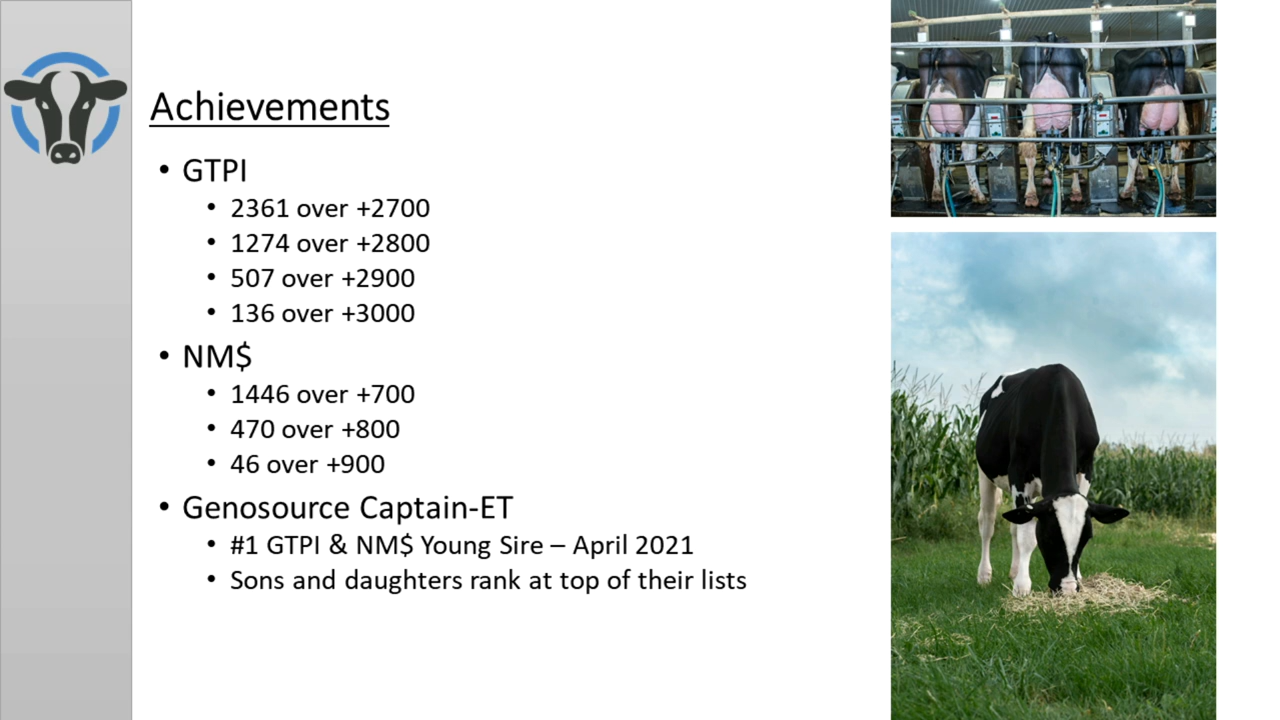 Achievements
• GTPI
• 2361 over +2700
• 1274 over +2800
• 507 over +2900
• 136 over +3000
• NM$
• 1446 over +700
• 470 over +800
• 46 over +900
• Genosource Captain-ET
• #1 GTPI & NM$ Young Sire – April 2021
• Sons and daughters rank at top of their lists